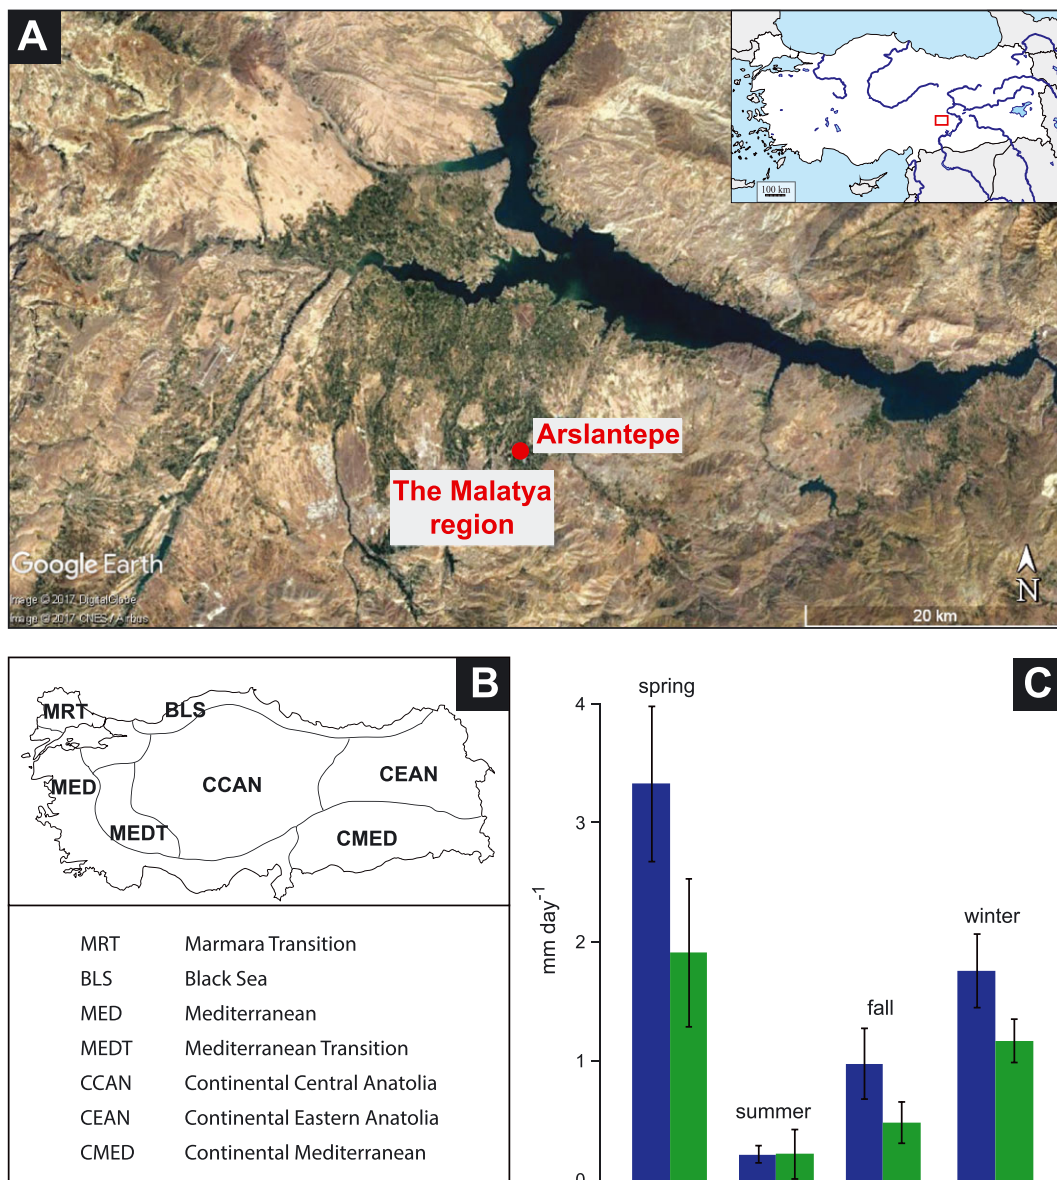 A
100 km
Arslantepe
The Malatya
region
Google Earth
Image © 2017 DigitalGlobe
Image © 2017 CNES / Airbus
N
20 km
B
MRT
BLS
MED
CCAN
CEAN
MEDT
CMED
MRT Marmara Transition
BLS Black Sea
MED Mediterranean
MEDT Mediterranean Transition
CCAN Continental Central Anatolia
CEAN Continental Eastern Anatolia
CMED Continental Mediterranean
C
spring
4
3
2
1
0
mm day⁻¹
summer
fall
winter